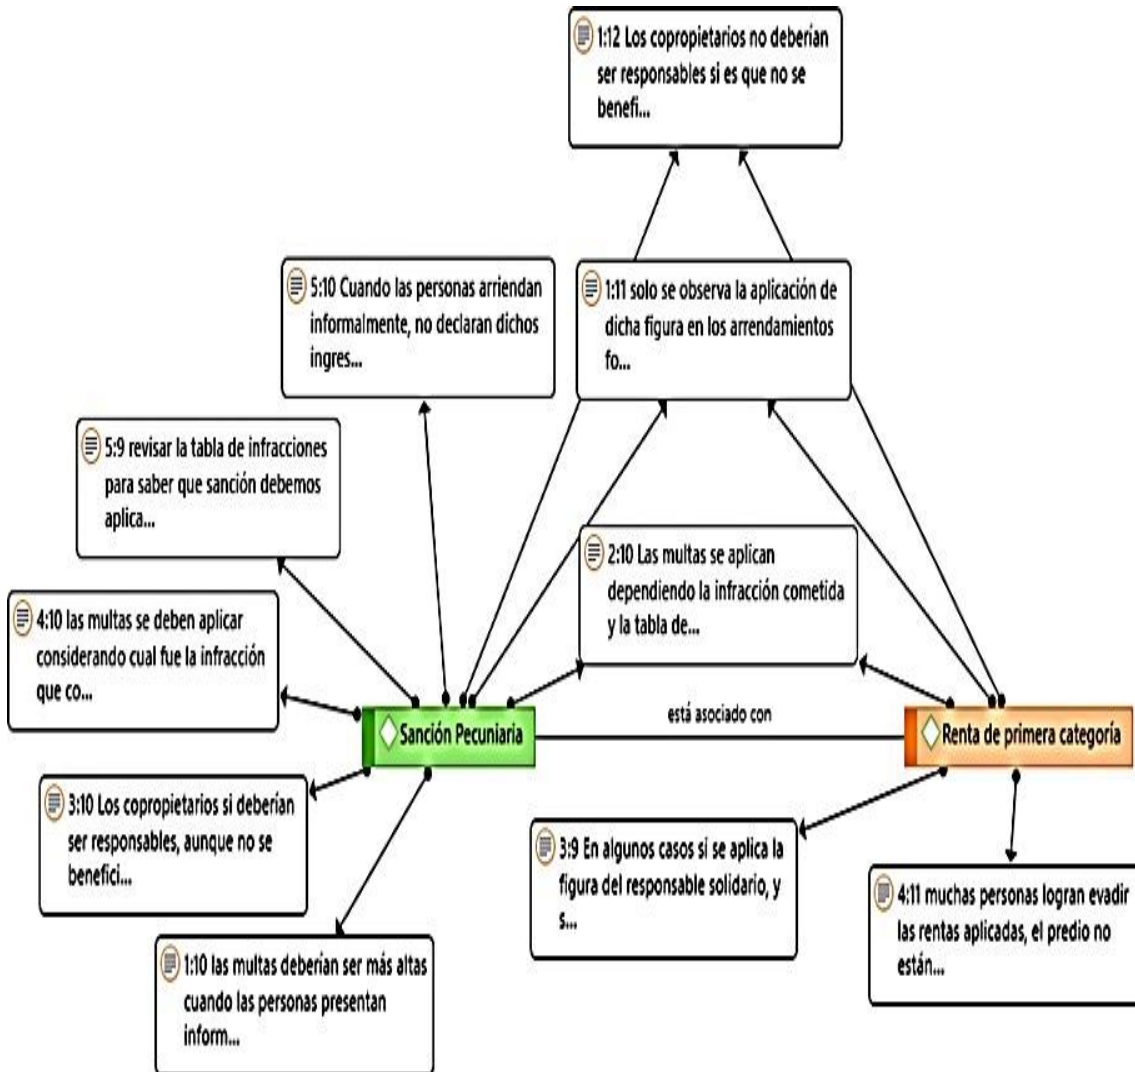 1:12 Los copropietarios no deberían
ser responsables si es que no se
benefi...
5:10 Cuando las personas arriendan
informalmente, no declaran dichos
ingres...
1:11 solo se observa la aplicación de
dicha figura en los arrendamientos
fo...
5:9 revisar la tabla de infracciones
para saber que sanción debemos
aplica...
2:10 Las multas se aplican
dependiendo la infracción cometida
y la tabla de...
4:10 las multas se deben aplicar
considerando cual fue la infracción
que co...
está asociado con
Sanción Pecuniaria
Renta de primera categoría
3:10 Los copropietarios si deberían
ser responsables, aunque no se
benefici...
3:9 En algunos casos si se aplica la
figura del responsable solidario, y
s...
4:11 muchas personas logran evadir
las rentas aplicadas, el predio no
están...
1:10 las multas deberían ser más altas
cuando las personas presentan
inform...